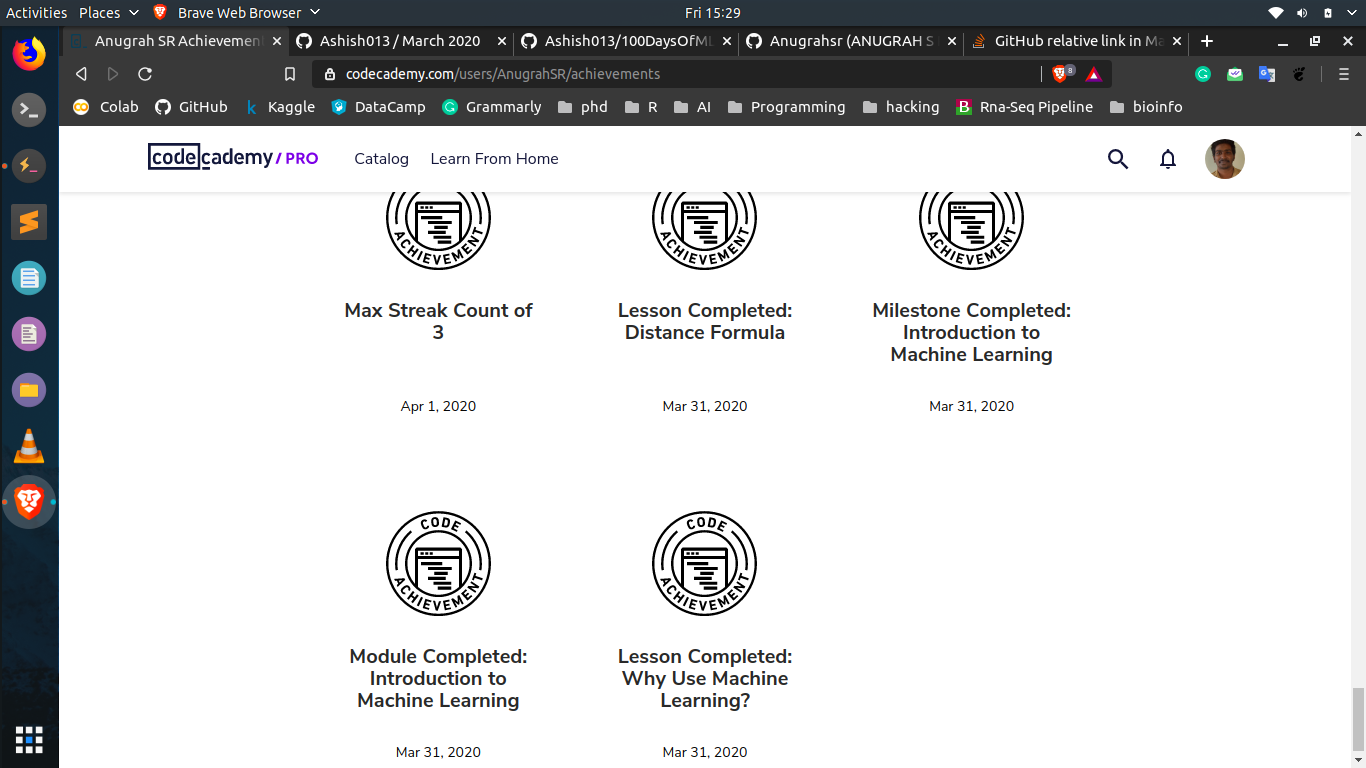 Activities Places Brave Web Browser Fri 15:29
Anugrah SR Achievemen Ashish013 / March 2020 Ashish013/100DaysOfML Anugrahsr (ANUGRAH S GitHub relative link in Ma
codecademy.com/users/AnugrahSR/achievements 8
Colab GitHub Kaggle DataCamp Grammarly phd R AI Programming hacking Rna-Seq Pipeline bioinfo
codecademy / PRO Catalog Learn From Home
ACHIEVEMENT ACHIEVEMENT ACHIEVEMENT
Max Streak Count of
3
Apr 1, 2020
Lesson Completed:
Distance Formula
Mar 31, 2020
Milestone Completed:
Introduction to
Machine Learning
Mar 31, 2020
CODE ACHIEVEMENT
Module Completed:
Introduction to
Machine Learning
Mar 31, 2020
CODE ACHIEVEMENT
Lesson Completed:
Why Use Machine
Learning?
Mar 31, 2020